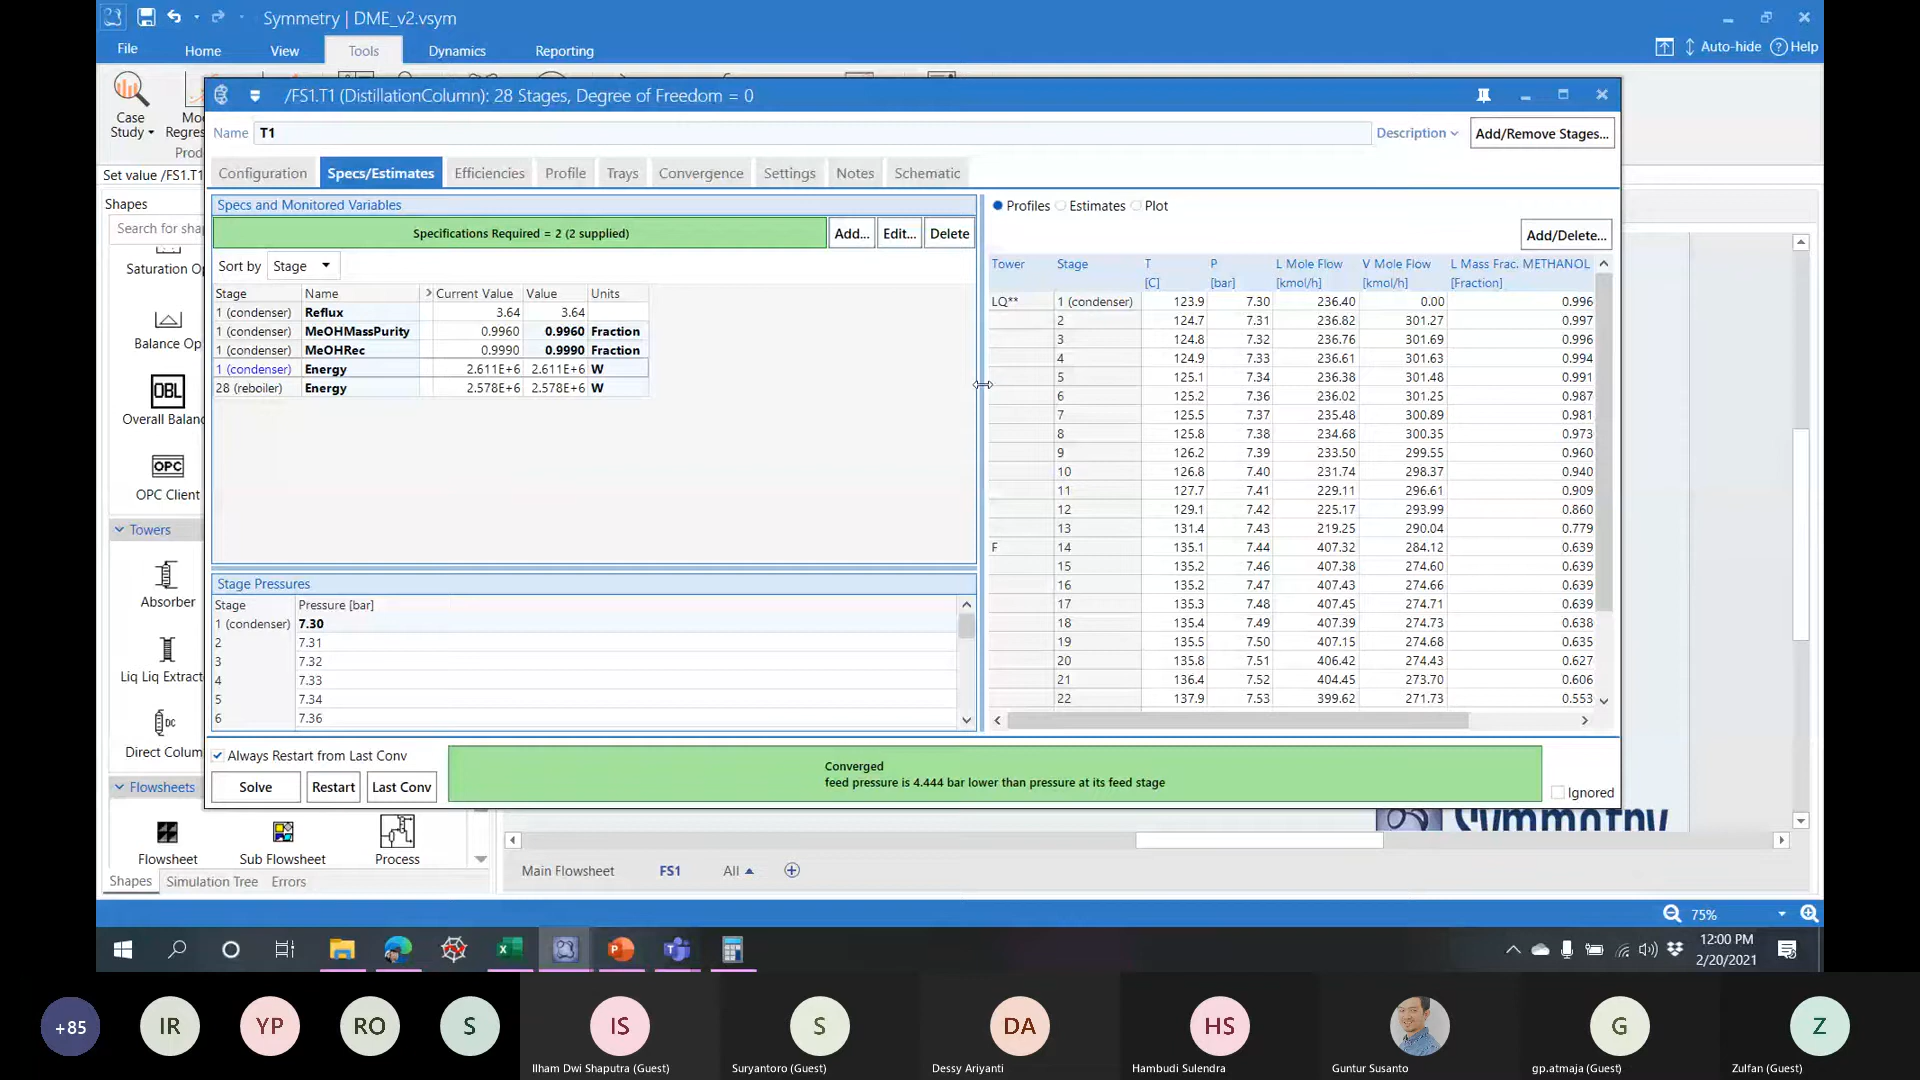 Symmetry | DME_v2.vsym
File Home View Tools Dynamics Reporting
Auto-hide Help
Case Study
Set value /FS1.T1
Shapes
Saturation Op
Balance Op
OBL
Overall Balanc
OPC
OPC Client
Towers
Absorber
Liq Liq Extract
DC
Direct Colum
Flowsheets
Flowsheet Sub Flowsheet Process
Shapes Simulation Tree Errors
/FS1.T1 (DistillationColumn): 28 Stages, Degree of Freedom = 0
Name T1 Description Add/Remove Stages...
Configuration Specs/Estimates Efficiencies Profile Trays Convergence Settings Notes Schematic
Specs and Monitored Variables
Specifications Required = 2 (2 supplied) Add... Edit... Delete
Sort by Stage
Stage Name > Current Value Value Units
1 (condenser) Reflux 3.64 3.64
1 (condenser) MeOHMassPurity 0.9960 0.9960 Fraction
1 (condenser) MeOHRec 0.9990 0.9990 Fraction
1 (condenser) Energy 2.611E+6 2.611E+6 W
28 (reboiler) Energy 2.578E+6 2.578E+6 W
Stage Pressures
Stage Pressure [bar]
1 (condenser) 7.30
2 7.31
3 7.32
4 7.33
5 7.34
6 7.36
Profiles Estimates Plot
Add/Delete...
Tower Stage T P L Mole Flow V Mole Flow L Mass Frac. METHANOL
[C] [bar] [kmol/h] [kmol/h] [Fraction]
LQ** 1 (condenser) 123.9 7.30 236.40 0.00 0.996
2 124.7 7.31 236.82 301.27 0.997
3 124.8 7.32 236.76 301.69 0.996
4 124.9 7.33 236.61 301.63 0.994
5 125.1 7.34 236.38 301.48 0.991
6 125.2 7.36 236.02 301.25 0.987
7 125.5 7.37 235.48 300.89 0.981
8 125.8 7.38 234.68 300.35 0.973
9 126.2 7.39 233.50 299.55 0.960
10 126.8 7.40 231.74 298.37 0.940
11 127.7 7.41 229.11 296.61 0.909
12 129.1 7.42 225.17 293.99 0.860
13 131.4 7.43 219.25 290.04 0.779
F 14 135.1 7.44 407.32 284.12 0.639
15 135.2 7.46 407.38 274.60 0.639
16 135.2 7.47 407.43 274.66 0.639
17 135.3 7.48 407.45 274.71 0.639
18 135.4 7.49 407.39 274.73 0.638
19 135.5 7.50 407.15 274.68 0.635
20 135.8 7.51 406.42 274.43 0.627
21 136.4 7.52 404.45 273.70 0.606
22 137.9 7.53 399.62 271.73 0.553
Always Restart from Last Conv
Solve Restart Last Conv
Converged
feed pressure is 4.444 bar lower than pressure at its feed stage
Ignored
Main Flowsheet FS1 All
75%
12:00 PM
2/20/2021
+85 IR YP RO S IS S DA HS G Z
Ilham Dwi Shaputra (Guest) Suryantoro (Guest) Dessy Ariyanti Hambudi Sulendra Guntur Susanto gp.atmaja (Guest) Zulfan (Guest)